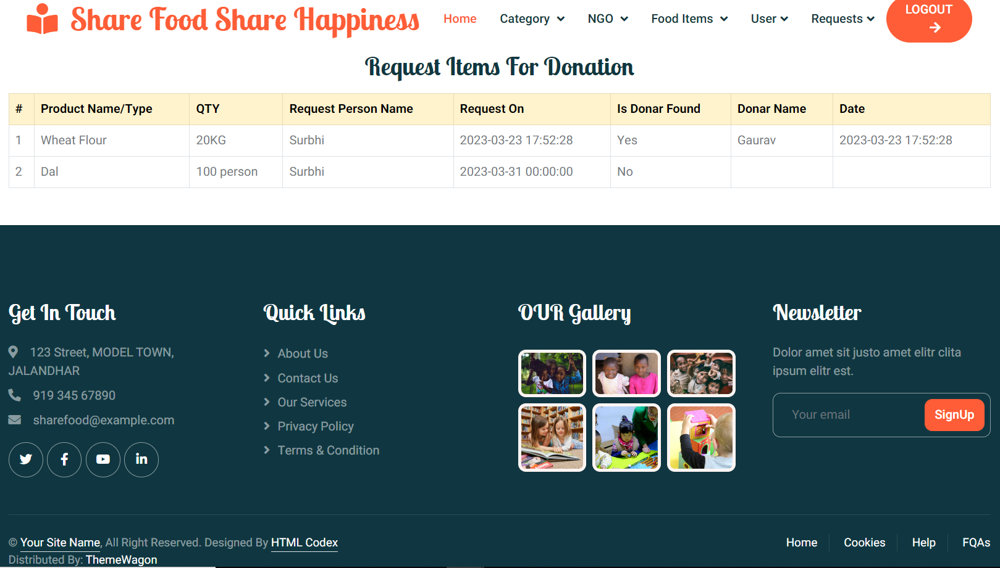 Share Food Share Happiness
Home Category NGO Food Items User Requests LOGOUT
Request Items For Donation
# Product Name/Type QTY Request Person Name Request On Is Donar Found Donar Name Date
1 Wheat Flour 20KG Surbhi 2023-03-23 17:52:28 Yes Gaurav 2023-03-23 17:52:28
2 Dal 100 person Surbhi 2023-03-31 00:00:00 No
Get In Touch
123 Street, MODEL TOWN,
JALANDHAR
919 345 67890
sharefood@example.com
Quick Links
About Us
Contact Us
Our Services
Privacy Policy
Terms & Condition
OUR Gallery
Newsletter
Dolor amet sit justo amet elitr clita
ipsum elitr est.
Your email SignUp
© Your Site Name, All Right Reserved. Designed By HTML Codex
Distributed By: ThemeWagon
Home Cookies Help FQAs